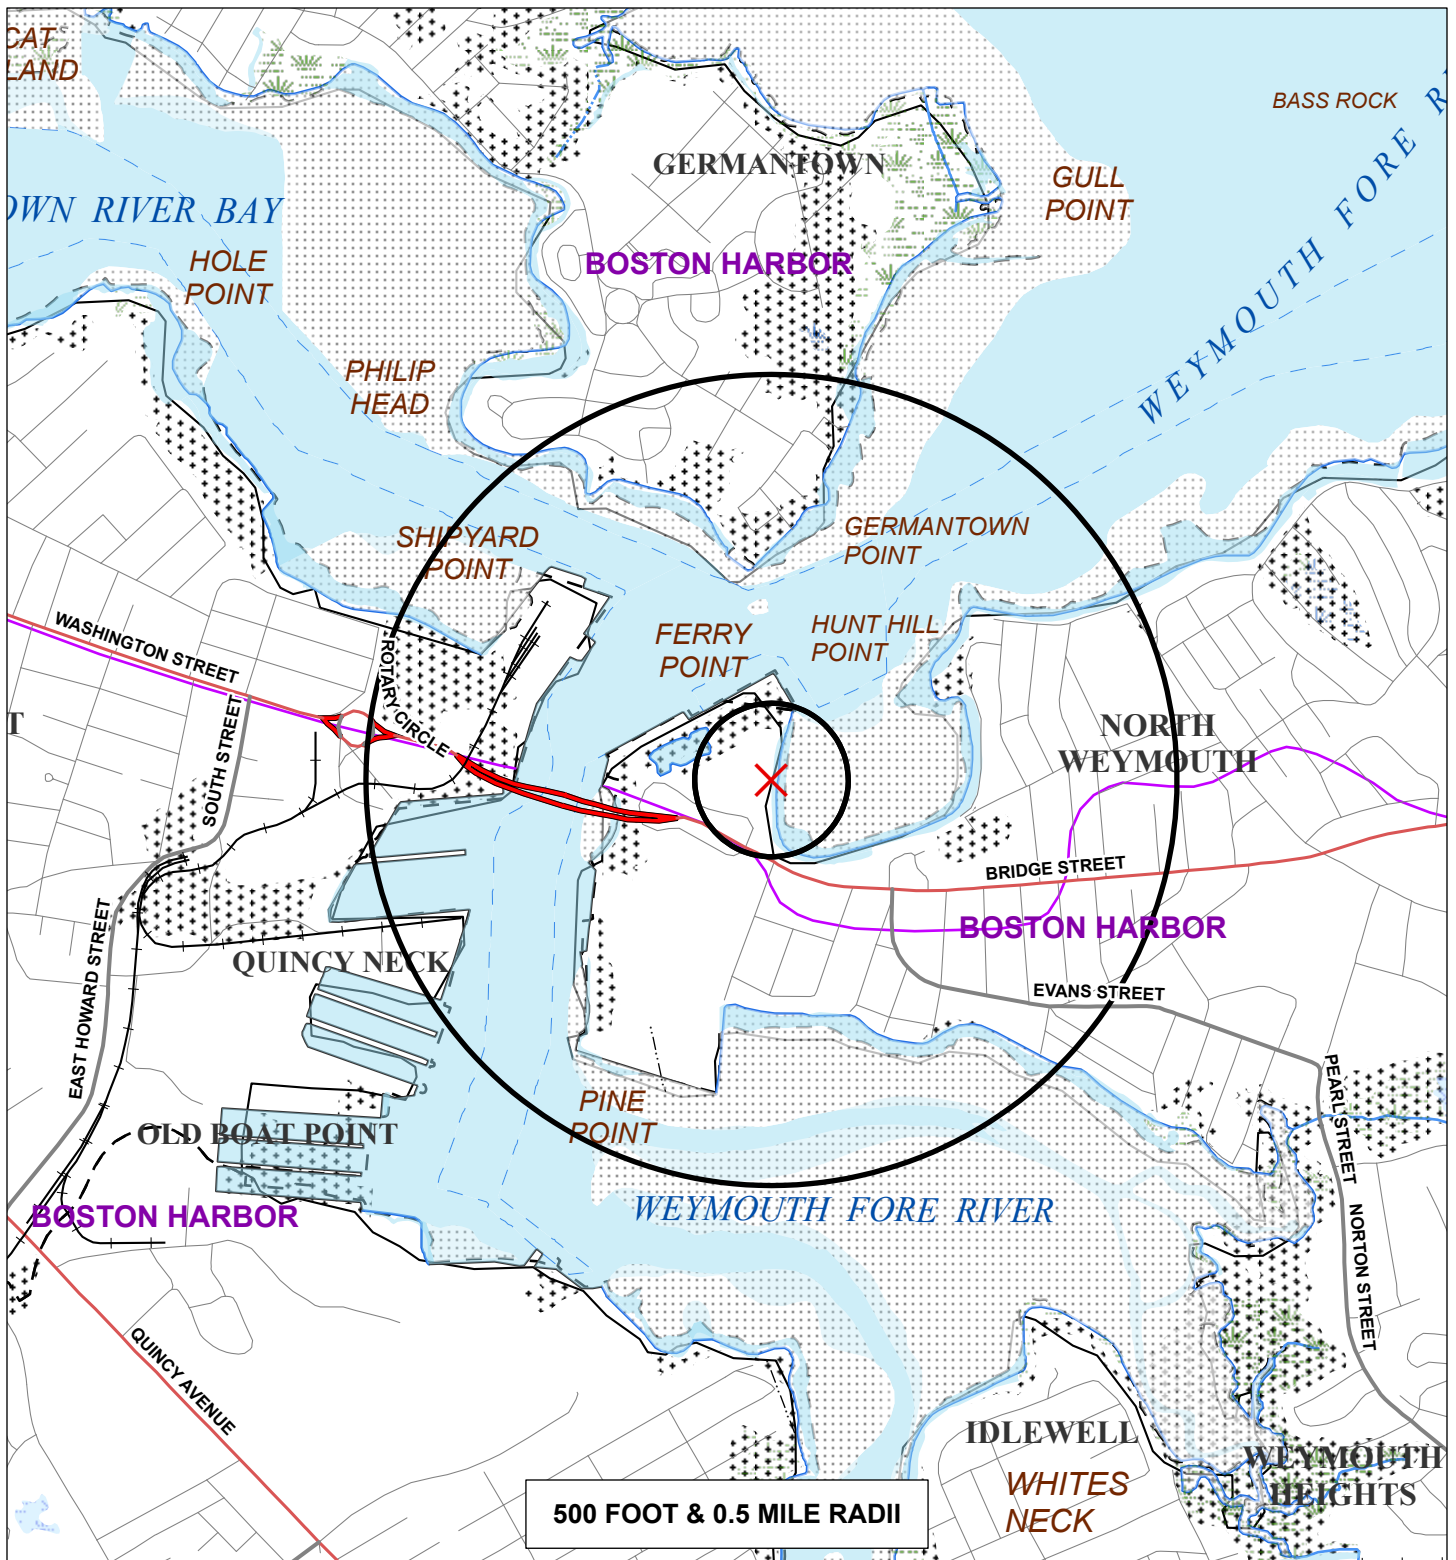 CAT
LAND
BASS ROCK
WEYMOUTH FORE R
GERMANTOWN
GULL
POINT
OWN RIVER BAY
HOLE
POINT
BOSTON HARBOR
PHILIP
HEAD
SHIPYARD
POINT
GERMANTOWN
POINT
FERRY
POINT
HUNT HILL
POINT
WASHINGTON STREET
ROTARY CIRCLE
SOUTH STREET
T
NORTH
WEYMOUTH
BRIDGE STREET
BOSTON HARBOR
QUINCY NECK
EVANS STREET
EAST HOWARD STREET
PINE
POINT
PEARL STREET
OLD BOAT POINT
BOSTON HARBOR
WEYMOUTH FORE RIVER
NORTON STREET
QUINCY AVENUE
IDLEWELL
WHITES
NECK
WEYMOUTH
HEIGHTS
500 FOOT & 0.5 MILE RADII